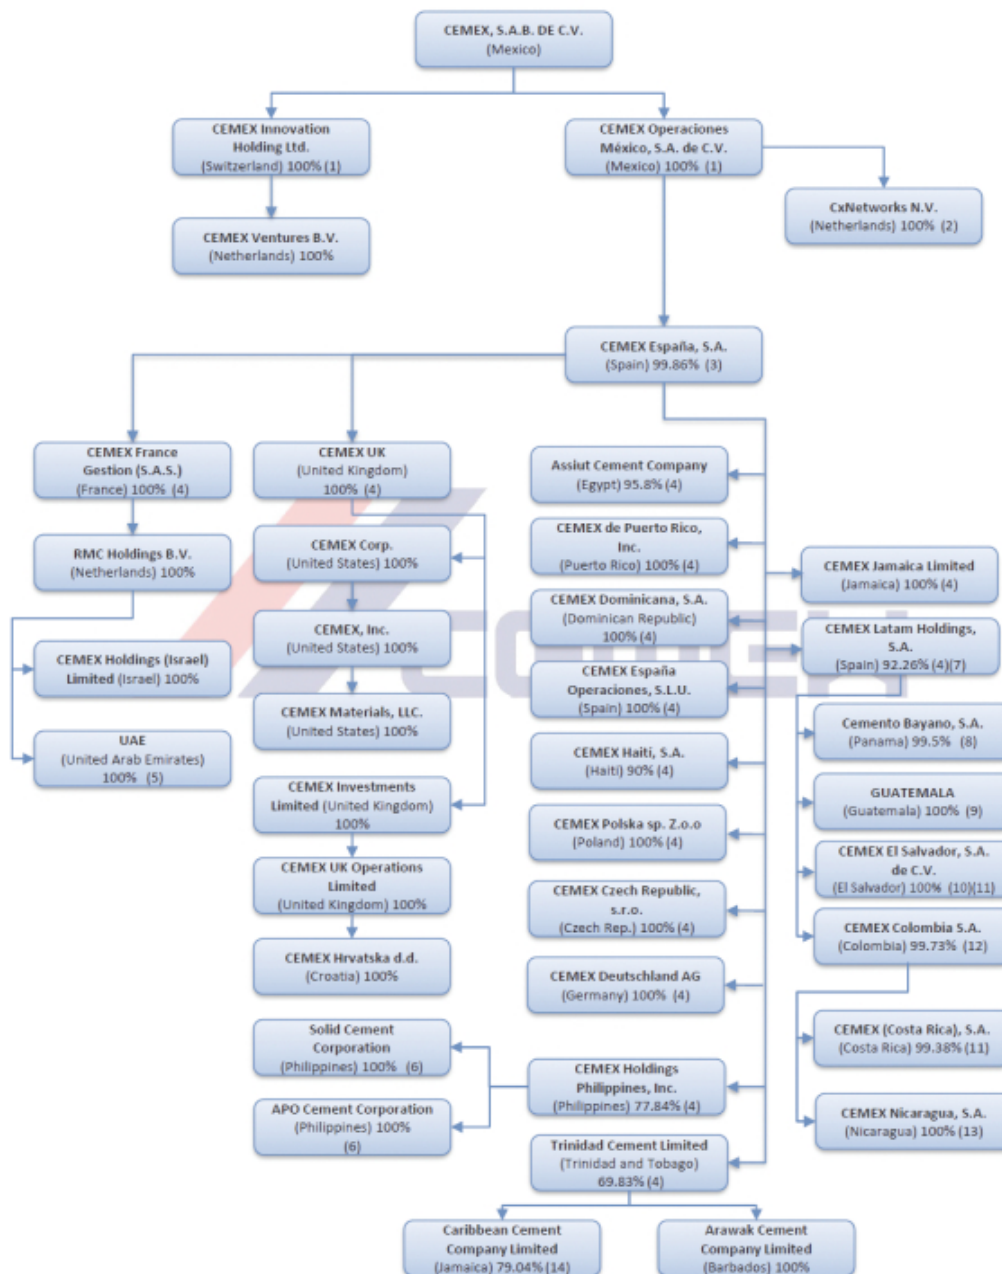 CEMEX, S.A.B. DE C.V.
(Mexico)
CEMEX Innovation
Holding Ltd.
(Switzerland) 100% (1)
CEMEX Operaciones
México, S.A. de C.V.
(Mexico) 100% (1)
CxNetworks N.V.
(Netherlands) 100% (2)
CEMEX Ventures B.V.
(Netherlands) 100%
CEMEX España, S.A.
(Spain) 99.86% (3)
CEMEX France
Gestion (S.A.S.)
(France) 100% (4)
RMC Holdings B.V.
(Netherlands) 100%
CEMEX Holdings (Israel)
Limited (Israel) 100%
UAE
(United Arab Emirates)
100% (5)
CEMEX UK
(United Kingdom)
100% (4)
CEMEX Corp.
(United States) 100%
CEMEX, Inc.
(United States) 100%
CEMEX Materials, LLC.
(United States) 100%
CEMEX Investments
Limited (United Kingdom)
100%
CEMEX UK Operations
Limited
(United Kingdom) 100%
CEMEX Hrvatska d.d.
(Croatia) 100%
Solid Cement
Corporation
(Philippines) 100% (6)
APO Cement Corporation
(Philippines) 100%
(6)
Assiut Cement Company
(Egypt) 95.8% (4)
CEMEX de Puerto Rico,
Inc.
(Puerto Rico) 100% (4)
CEMEX Dominicana, S.A.
(Dominican Republic)
100% (4)
CEMEX España
Operaciones, S.L.U.
(Spain) 100% (4)
CEMEX Haití, S.A.
(Haití) 90% (4)
CEMEX Polska sp. Z.o.o
(Poland) 100% (4)
CEMEX Czech Republic,
s.r.o.
(Czech Rep.) 100% (4)
CEMEX Deutschland AG
(Germany) 100% (4)
CEMEX Holdings
Philippines, Inc.
(Philippines) 77.84% (4)
Trinidad Cement Limited
(Trinidad and Tobago)
69.83% (4)
CEMEX Jamaica Limited
(Jamaica) 100% (4)
CEMEX Latam Holdings,
S.A.
(Spain) 92.26% (4)(7)
Cemento Bayano, S.A.
(Panama) 99.5% (8)
GUATEMALA
(Guatemala) 100% (9)
CEMEX El Salvador, S.A.
de C.V.
(El Salvador) 100% (10)(11)
CEMEX Colombia S.A.
(Colombia) 99.73% (12)
CEMEX (Costa Rica), S.A.
(Costa Rica) 99.38% (11)
CEMEX Nicaragua, S.A.
(Nicaragua) 100% (13)
Caribbean Cement
Company Limited
(Jamaica) 79.04% (14)
Arawak Cement
Company Limited
(Barbados) 100%
CEMEX